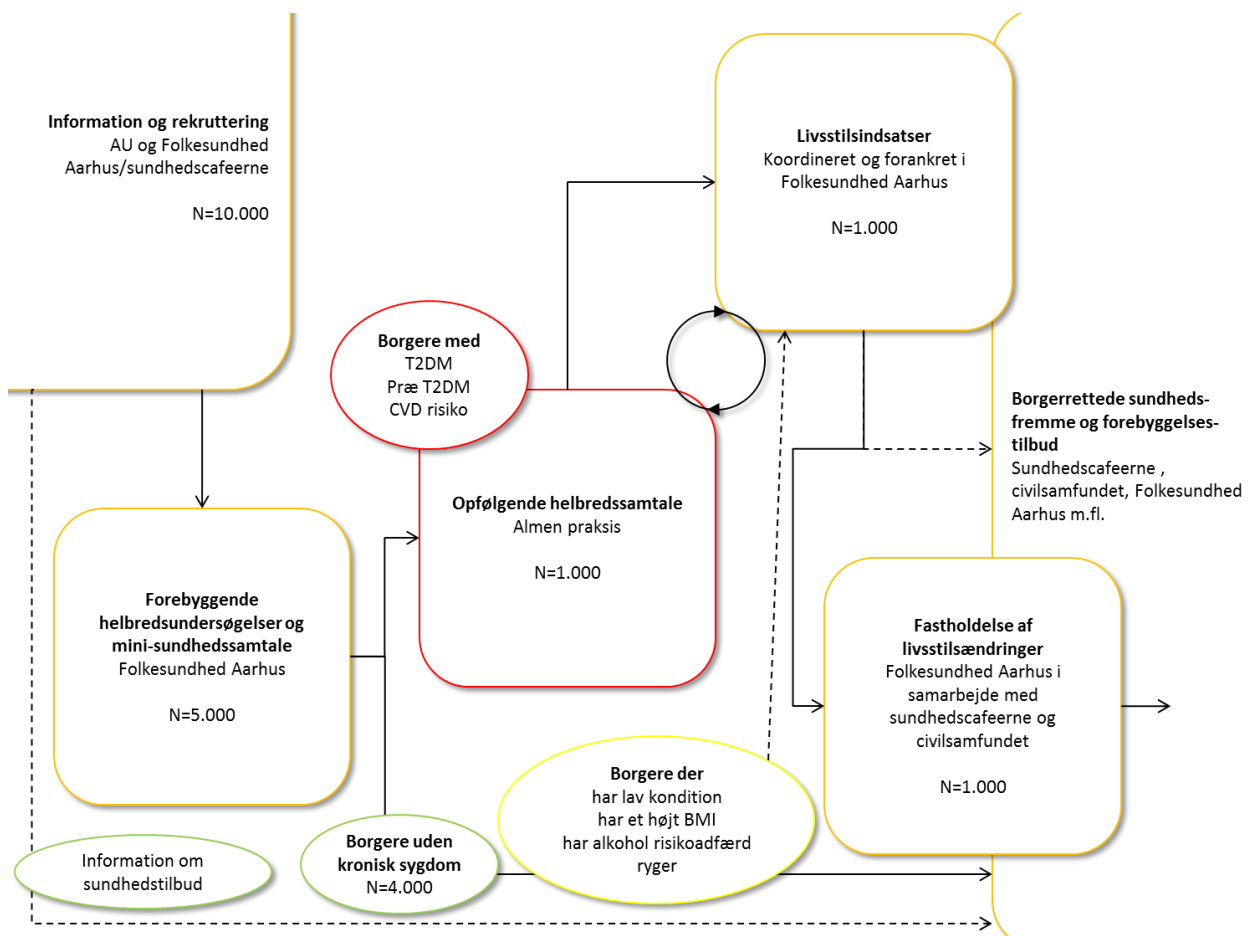 Information og rekruttering
AU og Folkesundhed
Aarhus/sundhedscafeerne
N=10.000
Livsstilsindsatser
Koordineret og forankret i
Folkesundhed Aarhus
N=1.000
Borgere med
T2DM
Præ T2DM
CVD risiko
Opfølgende helbredssamtale
Almen praksis
N=1.000
Borgerrettede sundheds-
fremme og forebyggelses-
tilbud
Sundhedscafeerne ,
civilsamfundet, Folkesundhed
Aarhus m.fl.
Forebyggende
helbredsundersøgelser og
mini-sundhedssamtale
Folkesundhed Aarhus
N=5.000
Fastholdelse af
livsstilsændringer
Folkesundhed Aarhus i
samarbejde med
sundhedscafeerne og
civilsamfundet
N=1.000
Borgere der
har lav kondition
har et højt BMI
har alkohol risikoadfærd
ryger
Borgere uden
kronisk sygdom
N=4.000
Information om
sundhedstilbud